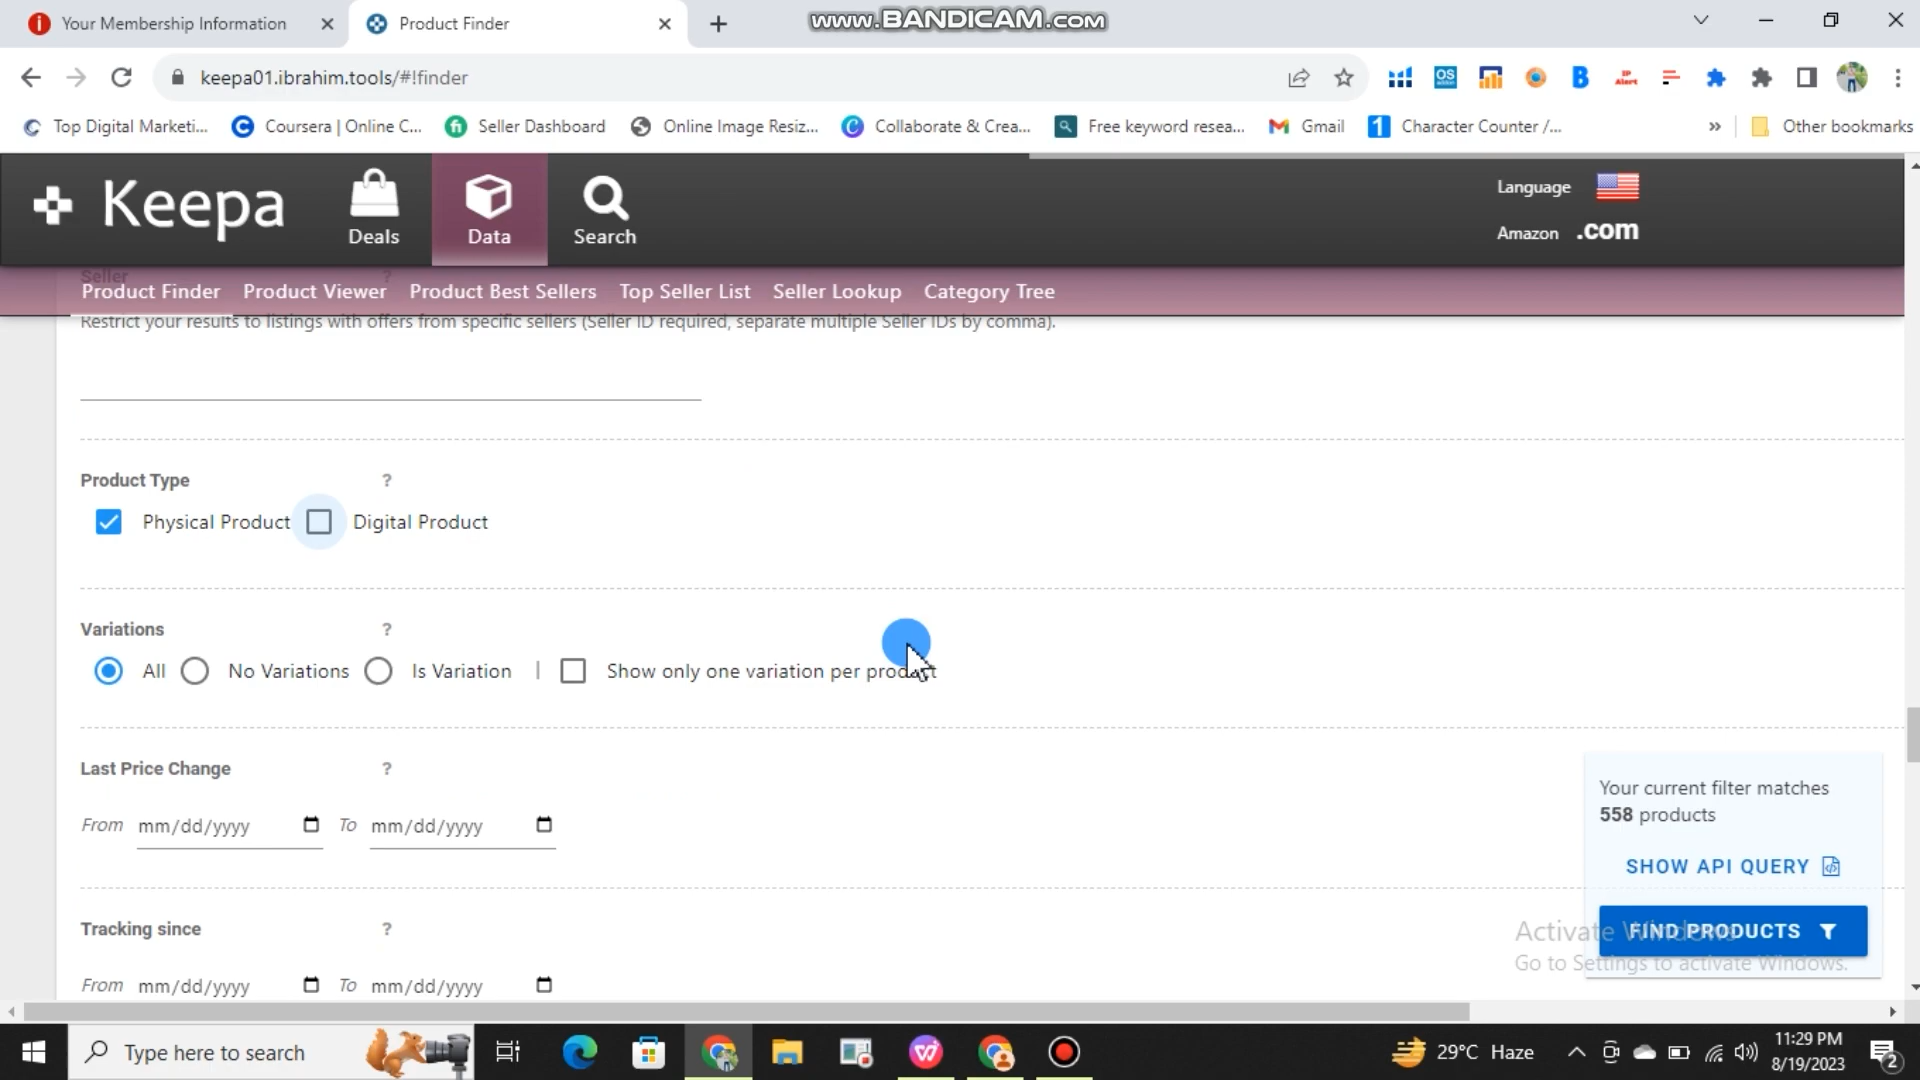 Your Membership Information
Product Finder
www.BANDICAM.com
keepa01.ibrahim.tools/#!finder
Top Digital Marketi...
Coursera | Online C...
Seller Dashboard
Online Image Resiz...
Collaborate & Crea...
Free keyword resea...
Gmail
Character Counter /...
»
Other bookmarks
Keepa
Deals
Data
Search
Language
Amazon .com
Seller ?
Product Finder Product Viewer Product Best Sellers Top Seller List Seller Lookup Category Tree
Restrict your results to listings with offers from specific sellers (Seller ID required, separate multiple Seller IDs by comma).
Product Type ?
Physical Product Digital Product
Variations ?
All No Variations Is Variation | Show only one variation per product
Last Price Change ?
From mm/dd/yyyy To mm/dd/yyyy
Your current filter matches
558 products
SHOW API QUERY
FIND PRODUCTS
Tracking since ?
From mm/dd/yyyy To mm/dd/yyyy
Activate Windows
Go to Settings to activate Windows.
Type here to search
29°C Haze
11:29 PM
8/19/2023
2